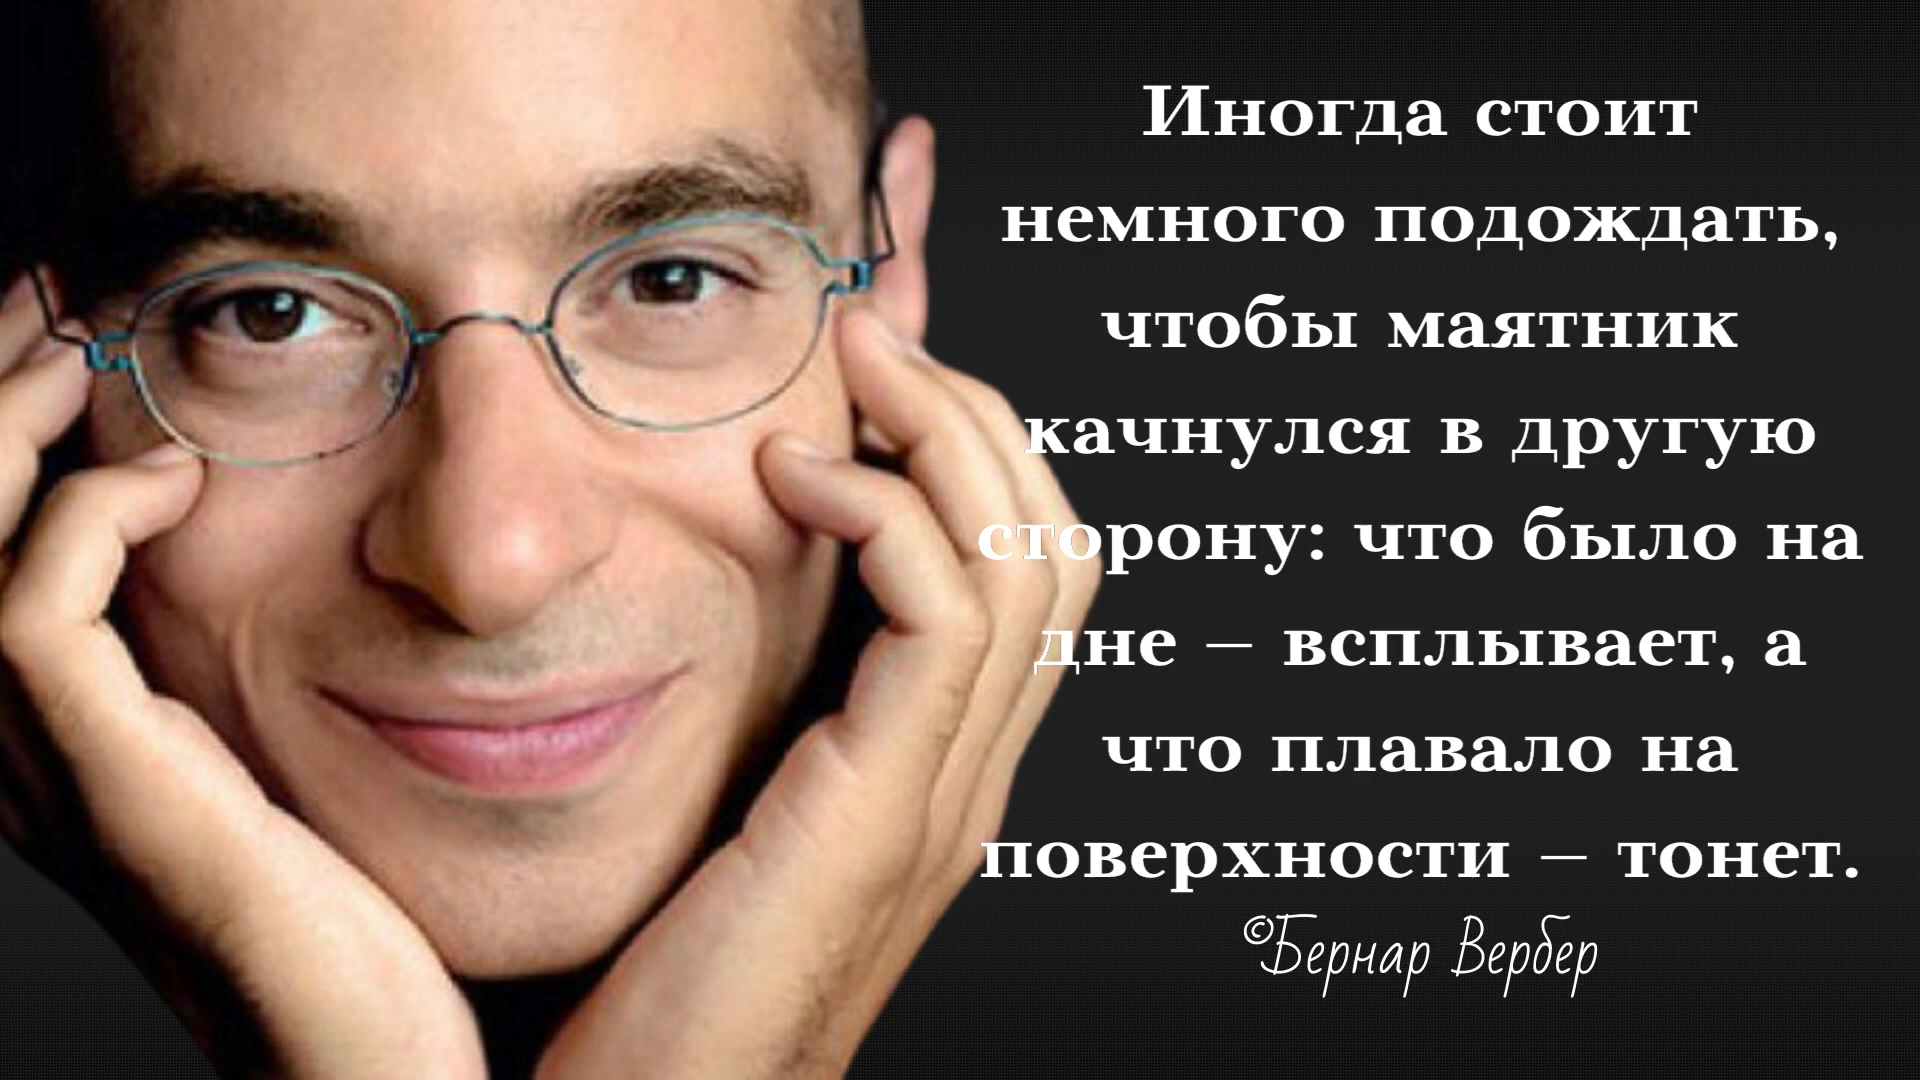 Иногда стоит
немного подождать,
чтобы маятник
качнулся в другую
сторону: что было на
дне – всплывает, а
что плавало на
поверхности – тонет.
©Бернар Вербер